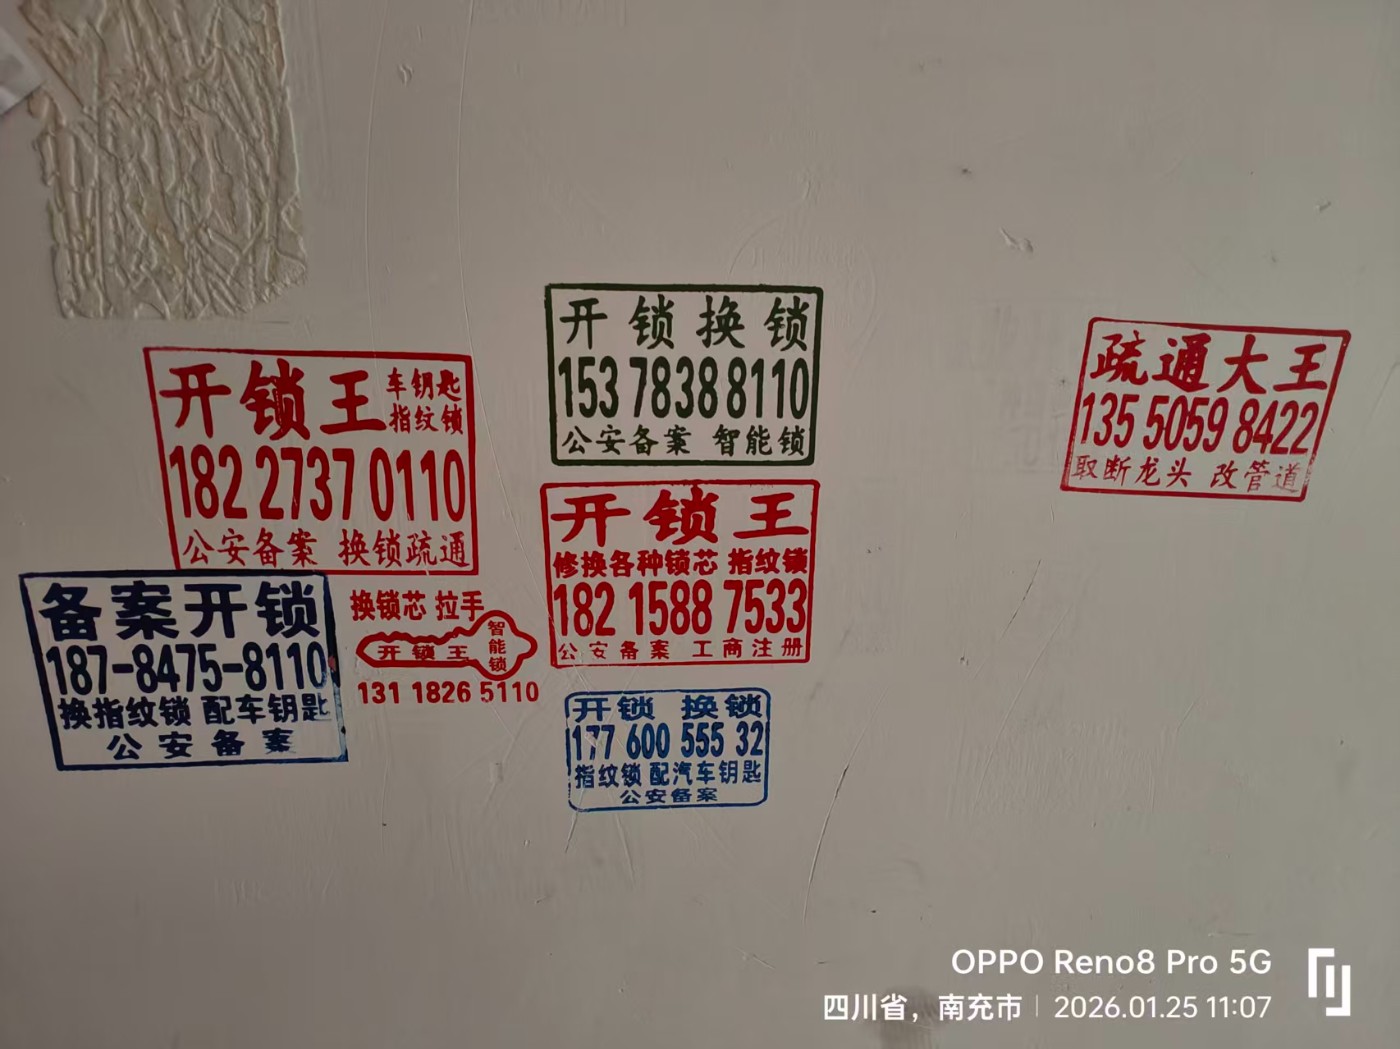 开锁换锁
153 7838 8110
公安备案 智能锁
疏通大王
135 5059 8422
取断龙头 改管道
开锁王 车钥匙
指纹锁
182 2737 0110
公安备案 换锁疏通
开锁王
修换各种锁芯 指纹锁
182 1588 7533
公安备案 工商注册
备案开锁
187-8475-8110
换指纹锁 配车钥匙
公安备案
换锁芯 拉手
开锁王 智能锁
131 1826 5110
开锁 换锁
177 600 555 32
指纹锁 配汽车钥匙
公安备案
OPPO Reno8 Pro 5G
四川省，南充市 | 2026.01.25 11:07